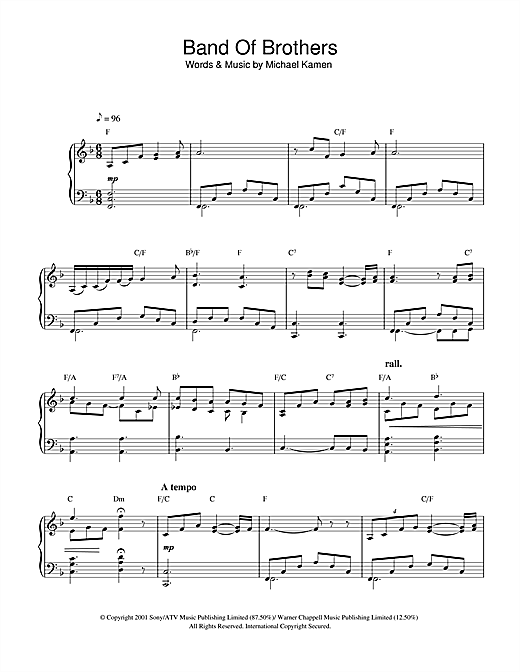 Band Of Brothers
Words & Music by Michael Kamen
♪ = 96
F C/F F
mp
C/F B♭/F F C7 F C7
rall.
F/A F7/A B♭ F/C C7 F/A B♭
A tempo
C Dm F/C C F C/F
4
mp
© Copyright 2001 Sony/ATV Music Publishing Limited (87.50%)/ Warner Chappell Music Publishing Limited (12.50%)
All Rights Reserved. International Copyright Secured.